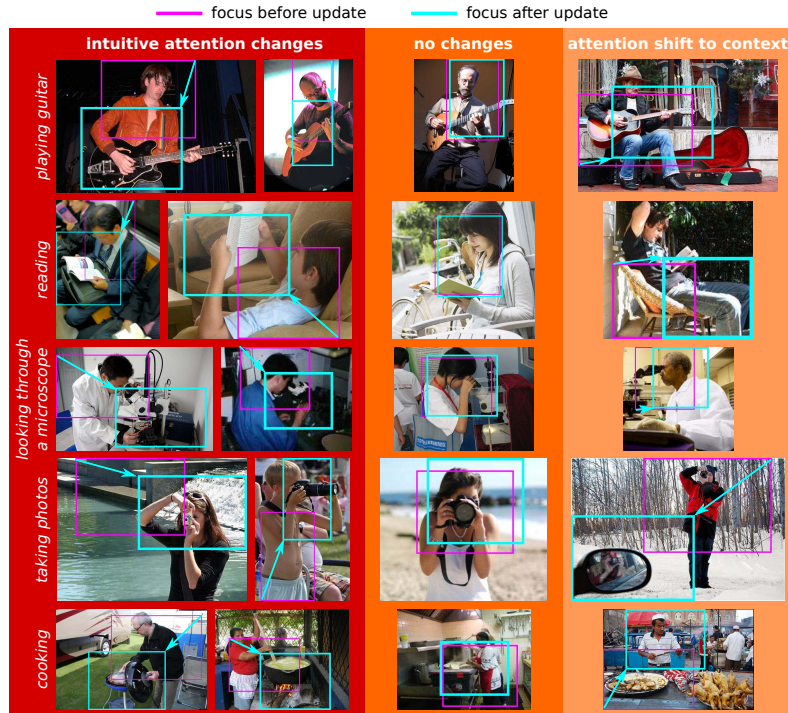 focus before update
focus after update
intuitive attention changes
no changes
attention shift to context
playing guitar
reading
looking through
a microscope
taking photos
cooking